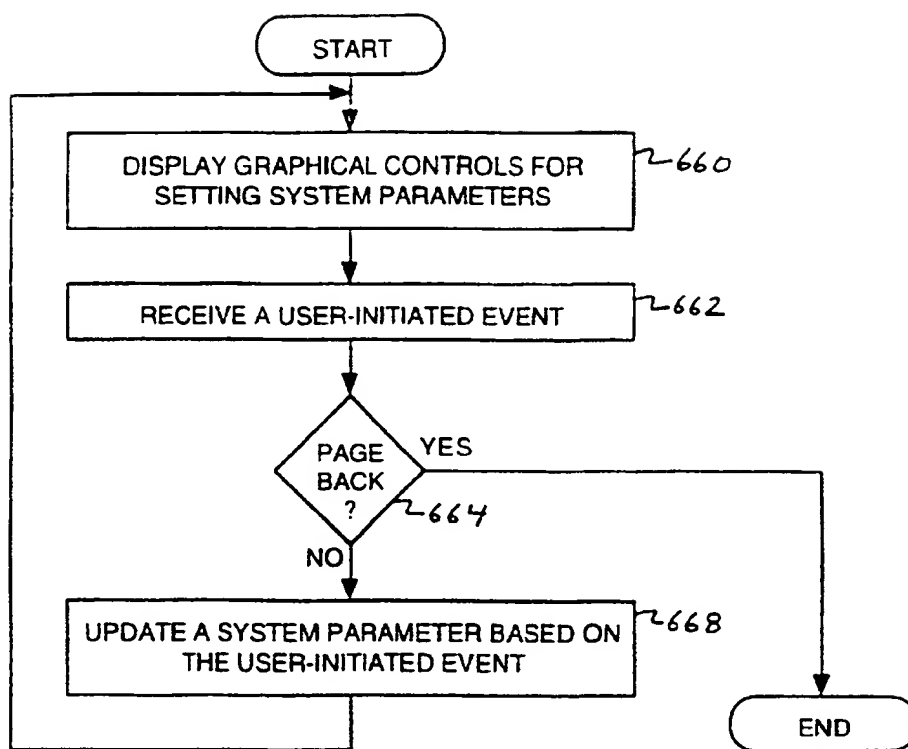 START
DISPLAY GRAPHICAL CONTROLS FOR
SETTING SYSTEM PARAMETERS
660
RECEIVE A USER-INITIATED EVENT
662
PAGE
BACK
?
YES
664
NO
UPDATE A SYSTEM PARAMETER BASED ON
THE USER-INITIATED EVENT
668
END